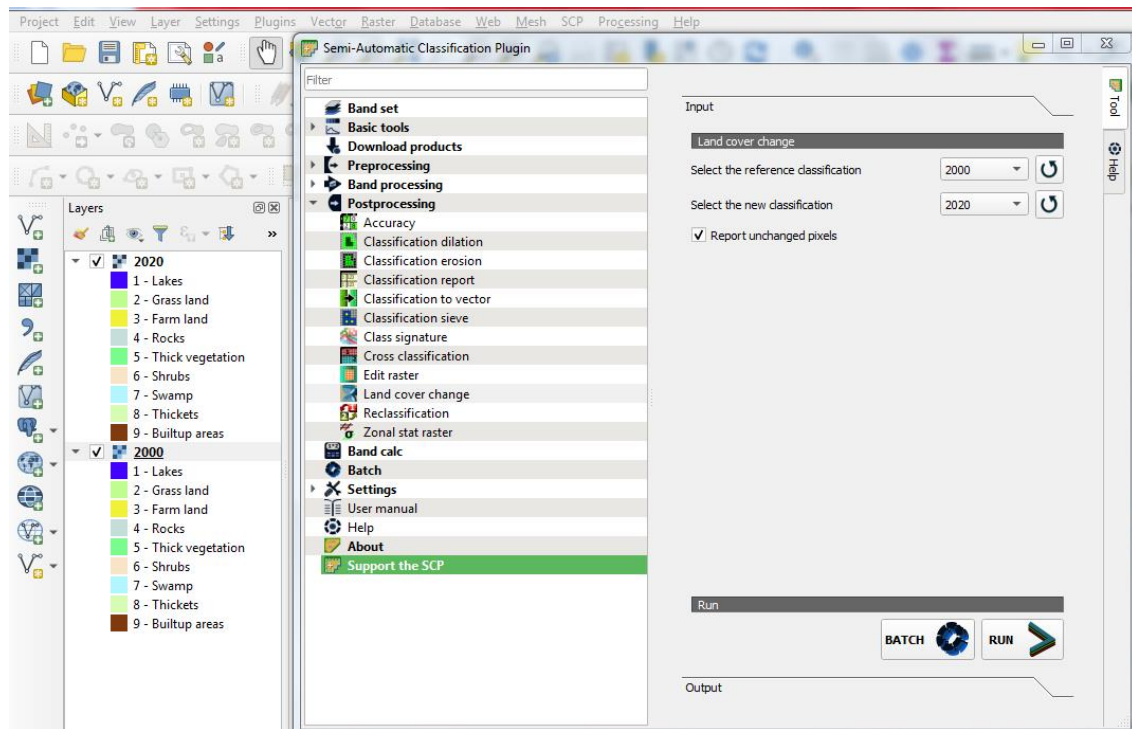 Project Edit View Layer Settings Plugins Vector Raster Database Web Mesh SCP Processing Help
Semi-Automatic Classification Plugin
Filter
Band set
Basic tools
Download products
Preprocessing
Band processing
Postprocessing
Accuracy
Classification dilation
Classification erosion
Classification report
Classification to vector
Classification sieve
Class signature
Cross classification
Edit raster
Land cover change
Reclassification
Zonal stat raster
Band calc
Batch
Settings
User manual
Help
About
Support the SCP
Layers
2020
1 - Lakes
2 - Grass land
3 - Farm land
4 - Rocks
5 - Thick vegetation
6 - Shrubs
7 - Swamp
8 - Thickets
9 - Builtup areas
2000
1 - Lakes
2 - Grass land
3 - Farm land
4 - Rocks
5 - Thick vegetation
6 - Shrubs
7 - Swamp
8 - Thickets
9 - Builtup areas
Input
Land cover change
Select the reference classification 2000
Select the new classification 2020
Report unchanged pixels
Run
BATCH RUN
Output
Tool
Help